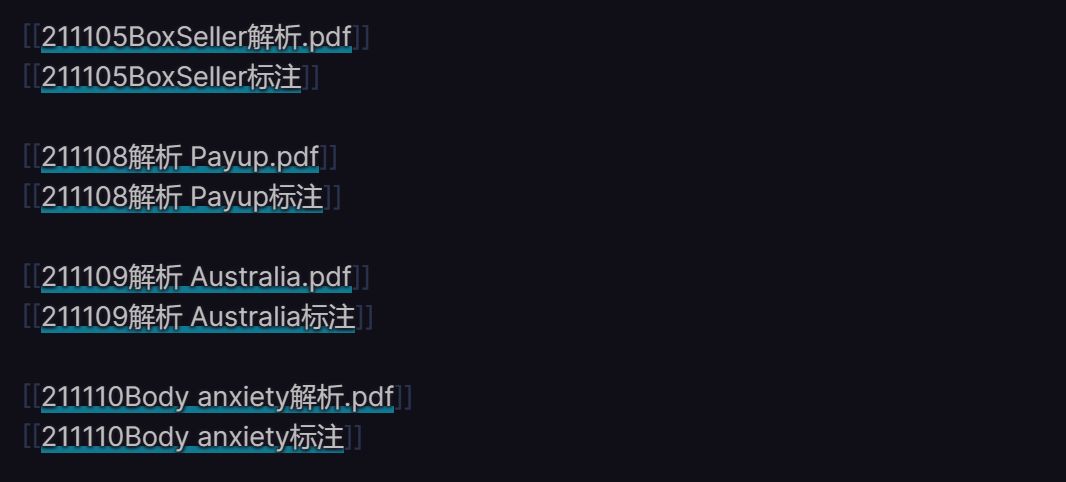 [[211105BoxSeller解析.pdf]]
[[211105BoxSeller标注]]
[[211108解析 Payup.pdf]]
[[211108解析 Payup标注]]
[[211109解析 Australia.pdf]]
[[211109解析 Australia标注]]
[[211110Body anxiety解析.pdf]]
[[211110Body anxiety标注]]